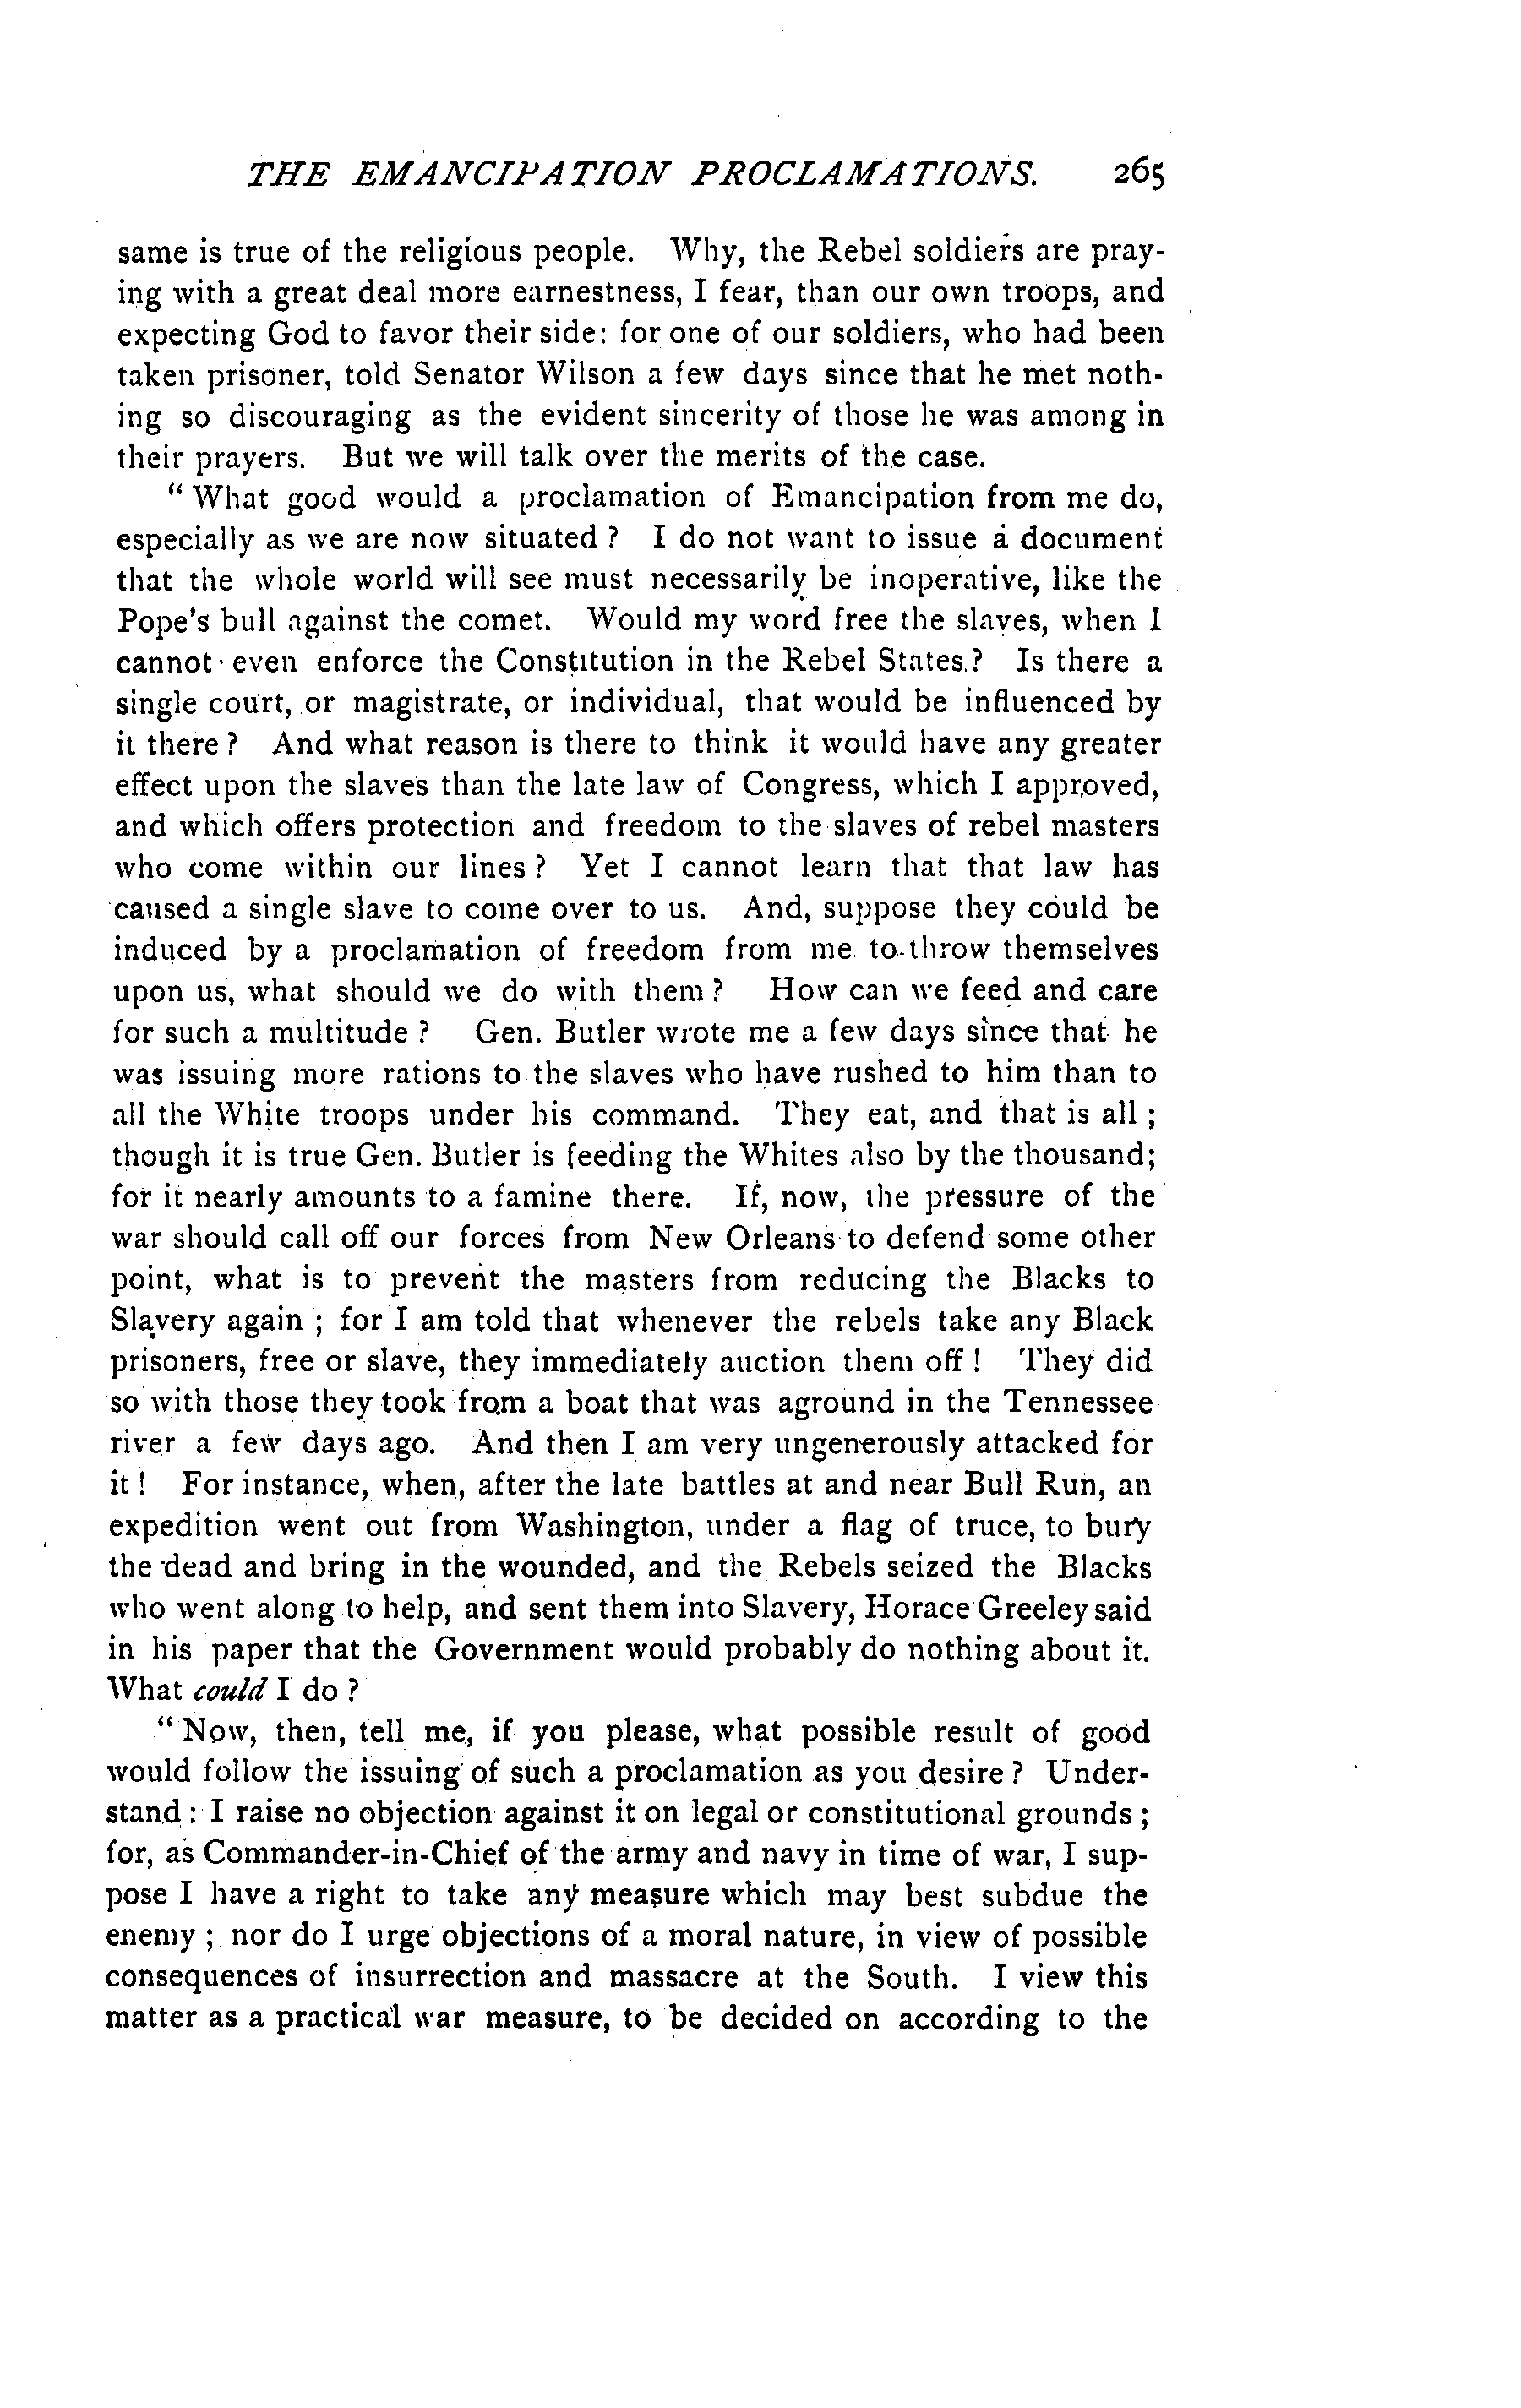 THE EMANCIPATION PROCLAMATIONS. 265
same is true of the religious people. Why, the Rebel soldiers are pray-
ing with a great deal more earnestness, I fear, than our own troops, and
expecting God to favor their side: for one of our soldiers, who had been
taken prisoner, told Senator Wilson a few days since that he met noth-
ing so discouraging as the evident sincerity of those he was among in
their prayers. But we will talk over the merits of the case.
" What good would a proclamation of Emancipation from me do,
especially as we are now situated ? I do not want to issue a document
that the whole world will see must necessarily be inoperative, like the
Pope's bull against the comet. Would my word free the slaves, when I
cannot even enforce the Constitution in the Rebel States ? Is there a
single court, or magistrate, or individual, that would be influenced by
it there ? And what reason is there to think it would have any greater
effect upon the slaves than the late law of Congress, which I approved,
and which offers protection and freedom to the slaves of rebel masters
who come within our lines ? Yet I cannot learn that that law has
caused a single slave to come over to us. And, suppose they could be
induced by a proclamation of freedom from me to throw themselves
upon us, what should we do with them ? How can we feed and care
for such a multitude ? Gen. Butler wrote me a few days since that he
was issuing more rations to the slaves who have rushed to him than to
all the White troops under his command. They eat, and that is all ;
though it is true Gen. Butler is feeding the Whites also by the thousand;
for it nearly amounts to a famine there. If, now, the pressure of the
war should call off our forces from New Orleans to defend some other
point, what is to prevent the masters from reducing the Blacks to
Slavery again ; for I am told that whenever the rebels take any Black
prisoners, free or slave, they immediately auction them off ! They did
so with those they took from a boat that was aground in the Tennessee
river a few days ago. And then I am very ungenerously attacked for
it ! For instance, when, after the late battles at and near Bull Run, an
expedition went out from Washington, under a flag of truce, to bury
the dead and bring in the wounded, and the Rebels seized the Blacks
who went along to help, and sent them into Slavery, Horace Greeley said
in his paper that the Government would probably do nothing about it.
What could I do ?
" Now, then, tell me, if you please, what possible result of good
would follow the issuing of such a proclamation as you desire ? Under-
stand : I raise no objection against it on legal or constitutional grounds ;
for, as Commander-in-Chief of the army and navy in time of war, I sup-
pose I have a right to take any measure which may best subdue the
enemy ; nor do I urge objections of a moral nature, in view of possible
consequences of insurrection and massacre at the South. I view this
matter as a practical war measure, to be decided on according to the